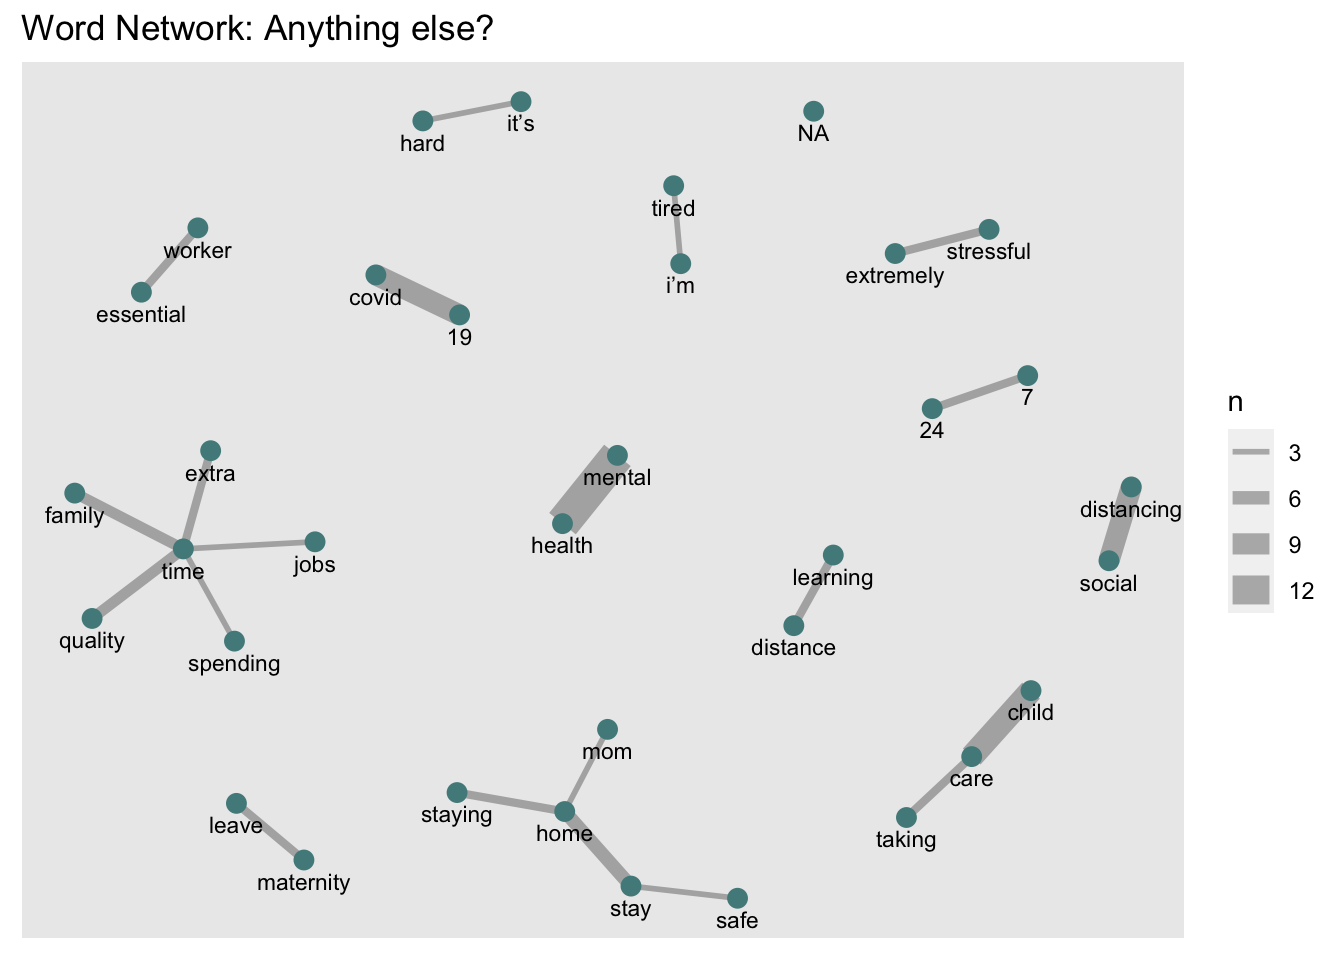 Word Network: Anything else?
it’s
hard
NA
tired
worker
stressful
extremely
i’m
covid
essential
19
7
24
extra
mental
family
distancing
health
jobs
time
learning
social
quality
distance
spending
child
mom
care
staying
leave
home
taking
maternity
stay
safe
n
3
6
9
12